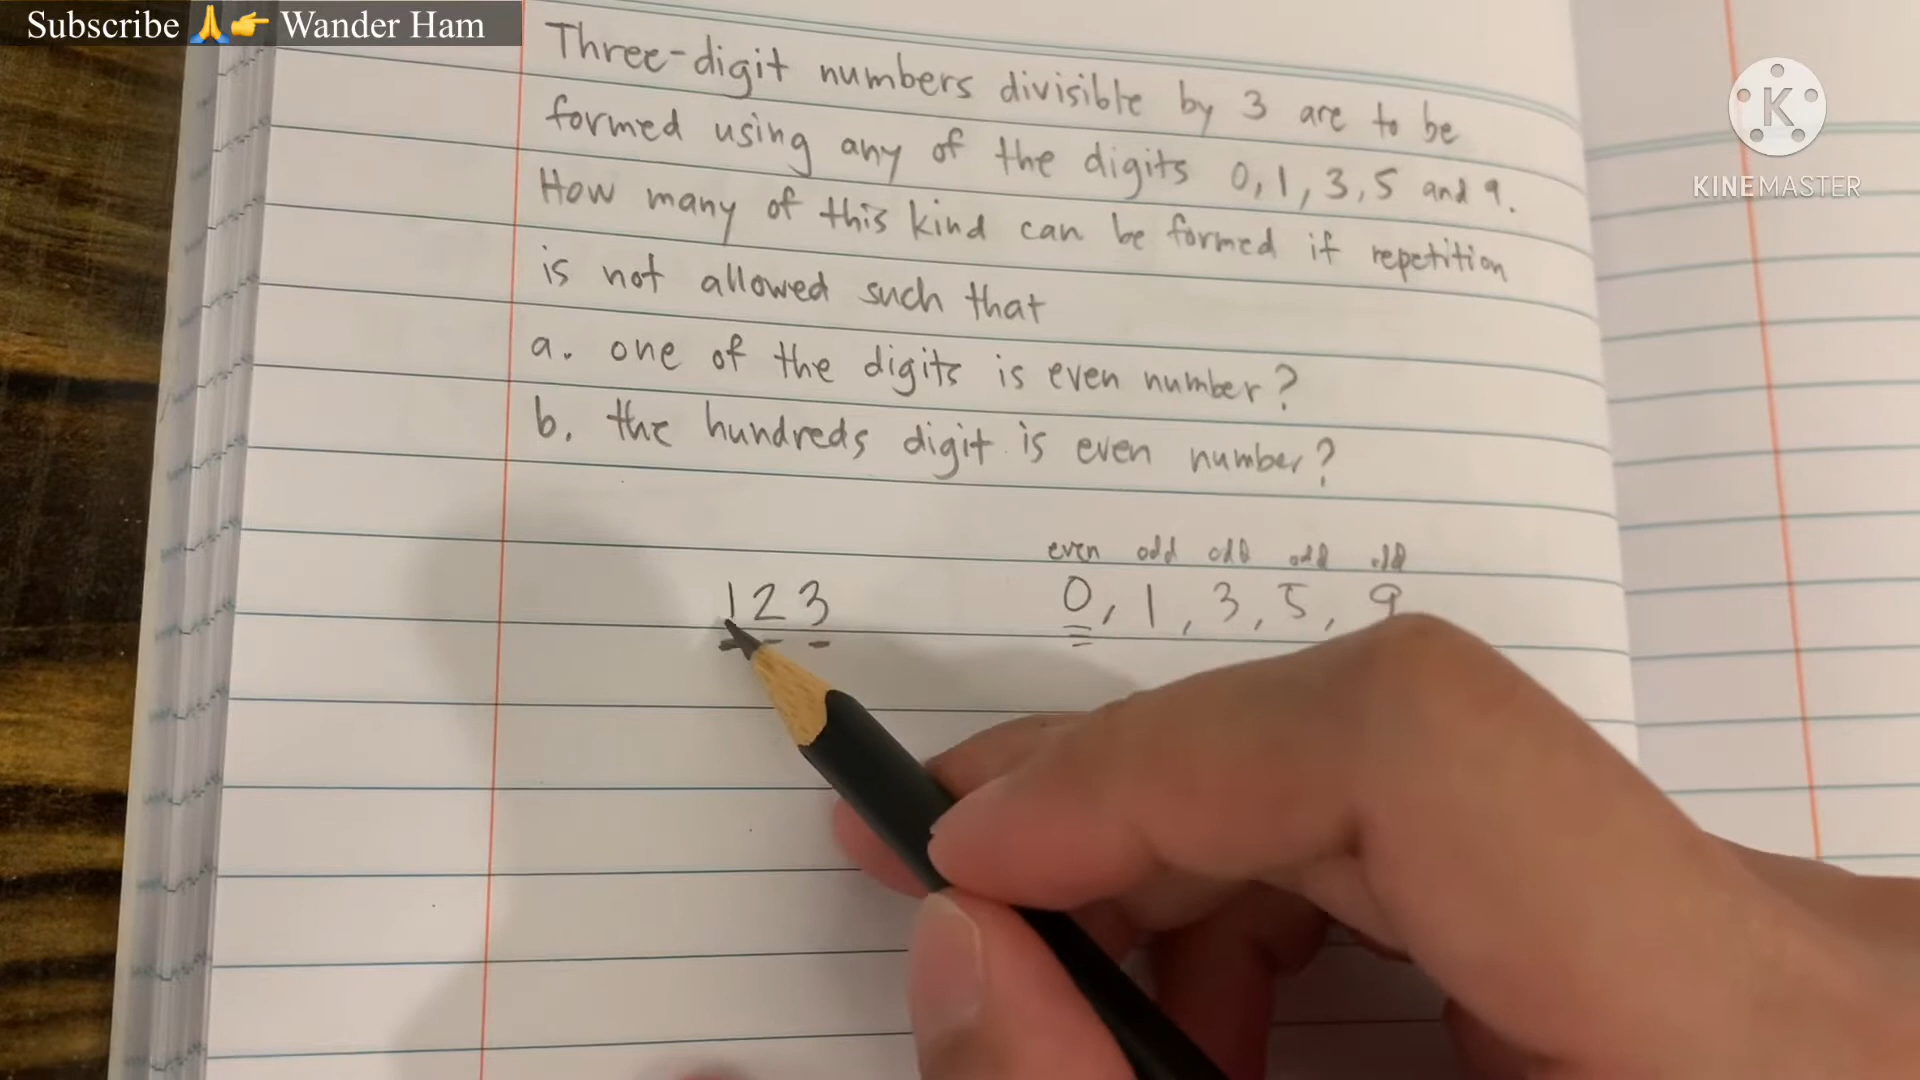 Subscribe 🙏👉 Wander Ham
Three-digit numbers divisible by 3 are to be
formed using any of the digits 0, 1, 3, 5 and 9.
How many of this kind can be formed if repetition
is not allowed such that
a. one of the digits is even number?
b. the hundreds digit is even number?
even odd odd odd odd
123 0, 1, 3, 5, 9
K
KINEMASTER